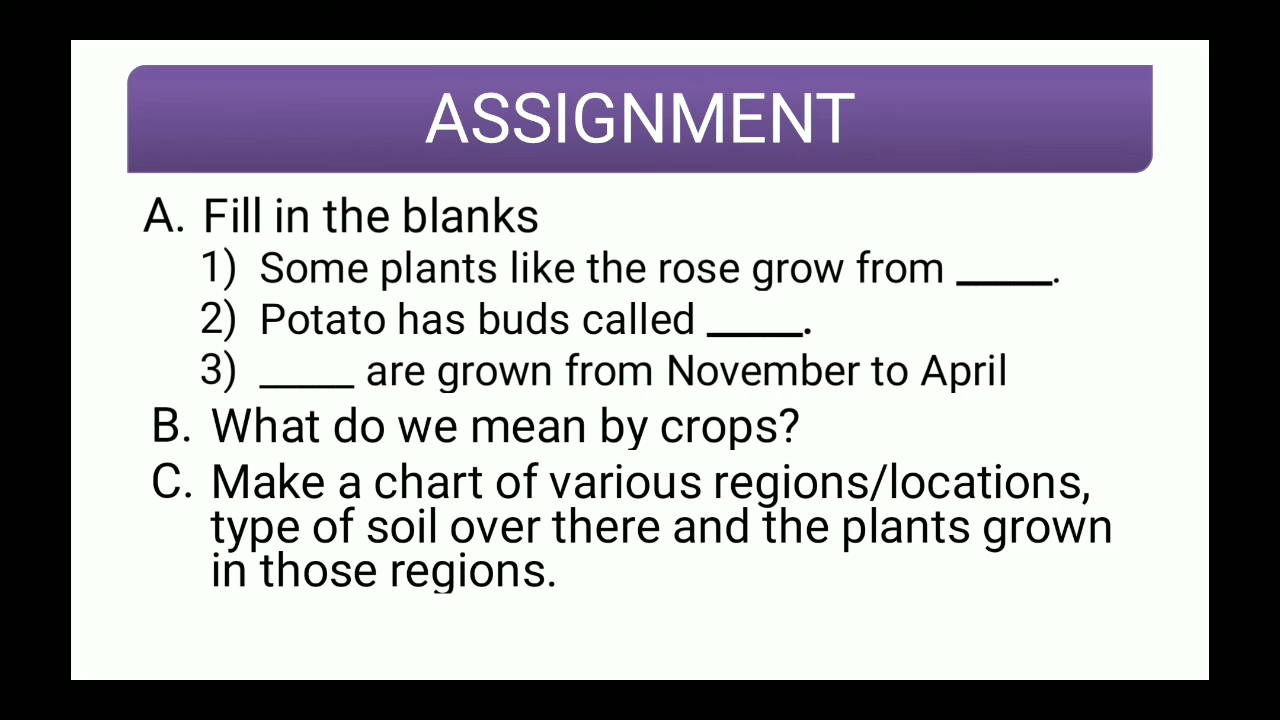 ASSIGNMENT
A. Fill in the blanks
1) Some plants like the rose grow from _____.
2) Potato has buds called _____.
3) _____ are grown from November to April
B. What do we mean by crops?
C. Make a chart of various regions/locations,
type of soil over there and the plants grown
in those regions.